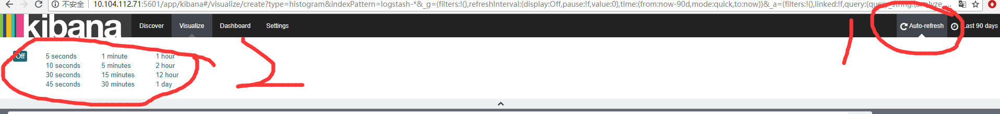 不安全 10.104.112.71:5601/app/kibana#/visualize/create?type=histogram&indexPattern=logstash-*&_g=(filters:!(),refreshInterval:(display:Off,pause:!f,value:0),time:(from:now-90d,mode:quick,to:now))&_a=(filters:!(),linked:!f,query:(query_string:(analyze_...
kibana Discover Visualize Dashboard Settings Auto-refresh Last 90 days
1
Off 5 seconds 1 minute 1 hour
10 seconds 5 minutes 2 hour
30 seconds 15 minutes 12 hour
45 seconds 30 minutes 1 day
2